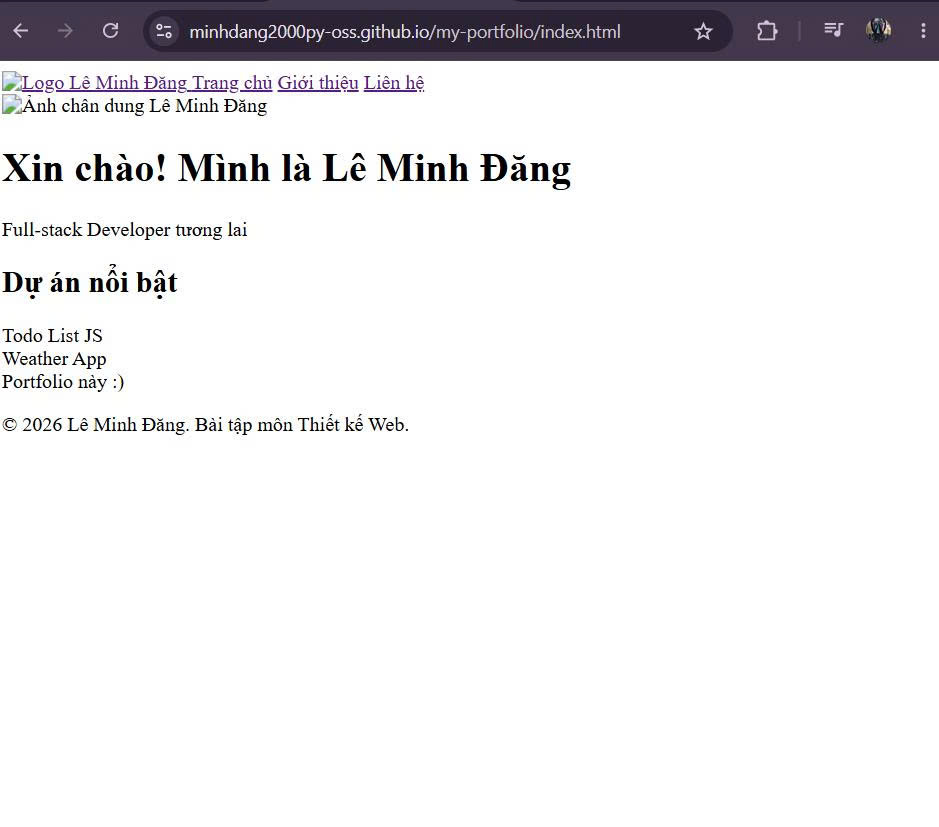 minhdang2000py-oss.github.io/my-portfolio/index.html
Logo Lê Minh Đăng Trang chủ Giới thiệu Liên hệ
Ảnh chân dung Lê Minh Đăng
Xin chào! Mình là Lê Minh Đăng
Full-stack Developer tương lai
Dự án nổi bật
Todo List JS
Weather App
Portfolio này :)
© 2026 Lê Minh Đăng. Bài tập môn Thiết kế Web.